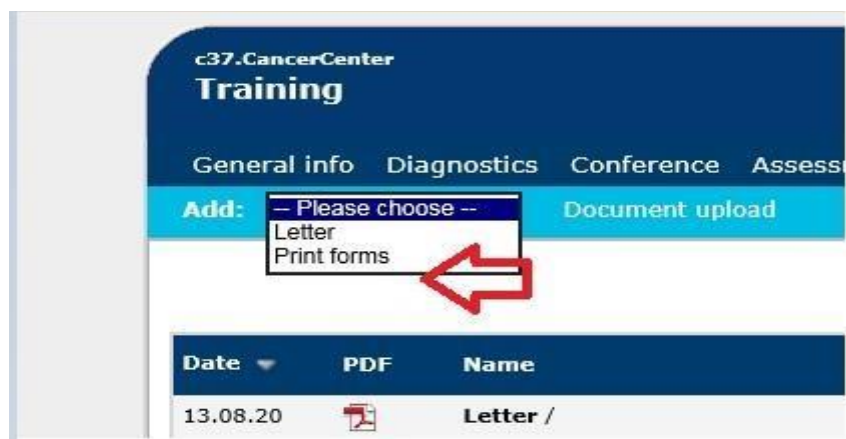 c37.CancerCenter
Training
General info Diagnostics Conference
Add: -- Please choose -- Document upload
Letter
Print forms
Date PDF Name
13.08.20 Letter /